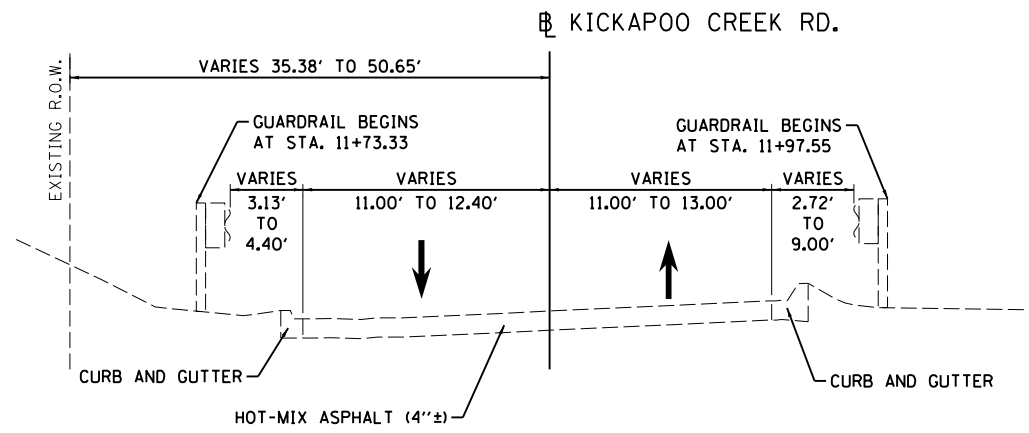 ℄ KICKAPOO CREEK RD.
VARIES 35.38' TO 50.65'
EXISTING R.O.W.
GUARDRAIL BEGINS
AT STA. 11+73.33
GUARDRAIL BEGINS
AT STA. 11+97.55
VARIES
3.13'
TO
4.40'
VARIES
11.00' TO 12.40'
VARIES
11.00' TO 13.00'
VARIES
2.72'
TO
9.00'
CURB AND GUTTER
CURB AND GUTTER
HOT-MIX ASPHALT (4''±)